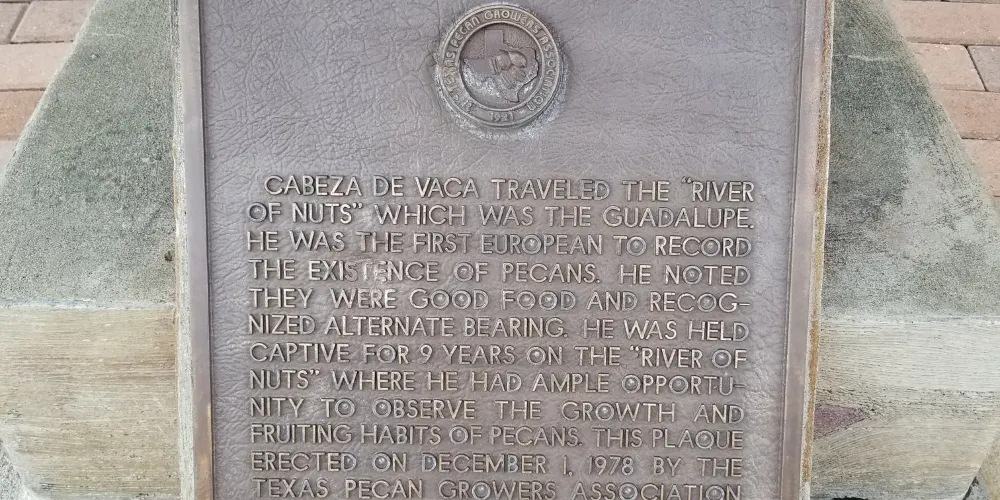 TEXAS PECAN GROWERS ASSOCIATION
1921
CABEZA DE VACA TRAVELED THE "RIVER
OF NUTS" WHICH WAS THE GUADALUPE.
HE WAS THE FIRST EUROPEAN TO RECORD
THE EXISTENCE OF PECANS. HE NOTED
THEY WERE GOOD FOOD AND RECOG-
NIZED ALTERNATE BEARING. HE WAS HELD
CAPTIVE FOR 9 YEARS ON THE "RIVER OF
NUTS" WHERE HE HAD AMPLE OPPORTU-
NITY TO OBSERVE THE GROWTH AND
FRUITING HABITS OF PECANS. THIS PLAQUE
ERECTED ON DECEMBER 1, 1978 BY THE
TEXAS PECAN GROWERS ASSOCIATION